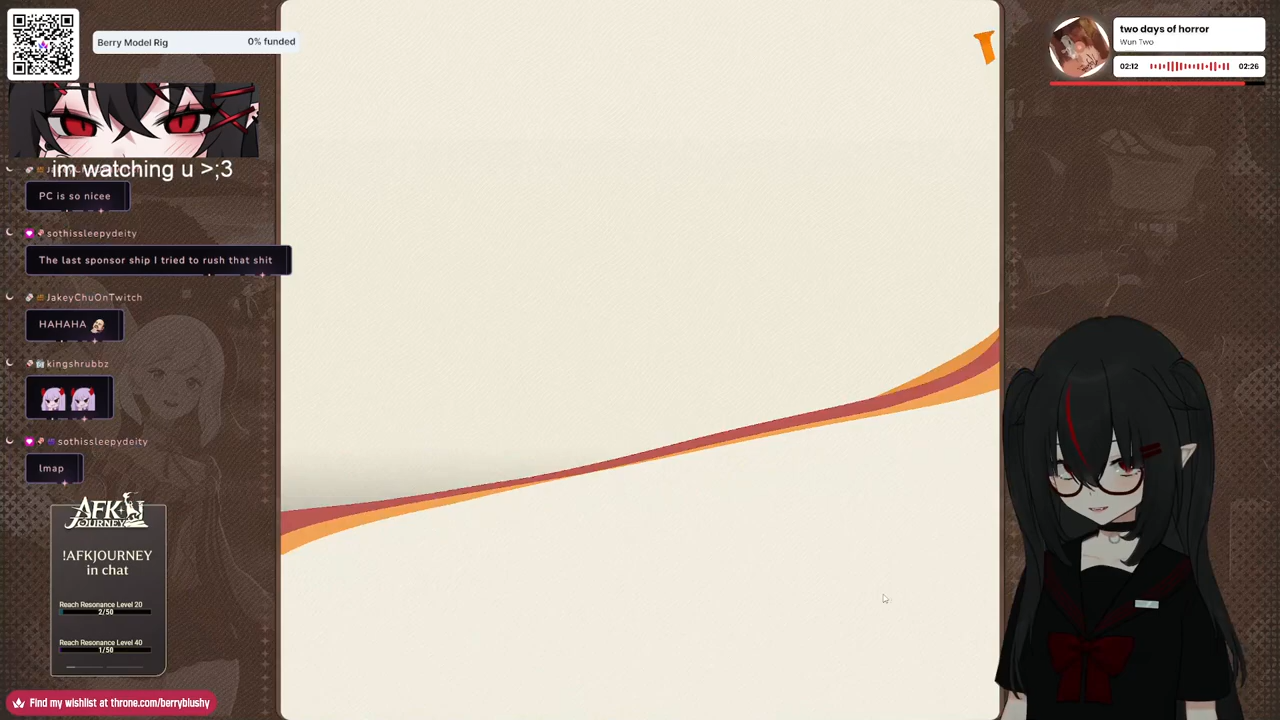 Berry Model Rig
0% funded
two days of horror
Wun Two
02:12
02:26
im watching u >;3
PC is so nicee
sothissleepydeity
The last sponsor ship I tried to rush that shit
JakeyChuOnTwitch
HAHAHA
kingshrubbz
sothissleepydeity
lmap
AFK
JOURNEY
!AFKJOURNEY
in chat
Reach Resonance Level 20
2/50
Reach Resonance Level 40
1/50
Find my wishlist at throne.com/berryblushy